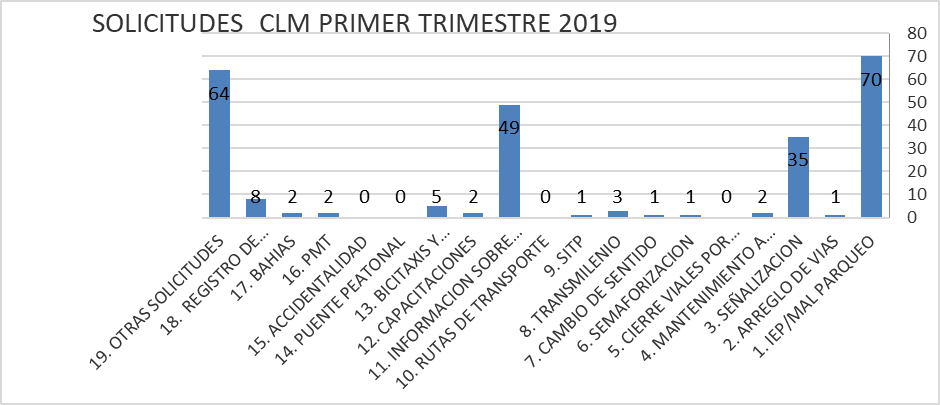 SOLICITUDES CLM PRIMER TRIMESTRE 2019
80
70
60
50
40
30
20
10
0
64
8
2
2
0
0
5
2
49
0
1
3
1
1
0
2
35
1
70
19. OTRAS SOLICITUDES
18. REGISTRO DE...
17. BAHIAS
16. PMT
15. ACCIDENTALIDAD
14. PUENTE PEATONAL
13. BICITAXIS Y...
12. CAPACITACIONES
11. INFORMACION SOBRE...
10. RUTAS DE TRANSPORTE
9. SITP
8. TRANSMILENIO
7. CAMBIO DE SENTIDO
6. SEMAFORIZACION
5. CIERRE VIALES POR...
4. MANTENIMIENTO A...
3. SEÑALIZACION
2. ARREGLO DE VIAS
1. IEP/MAL PARQUEO